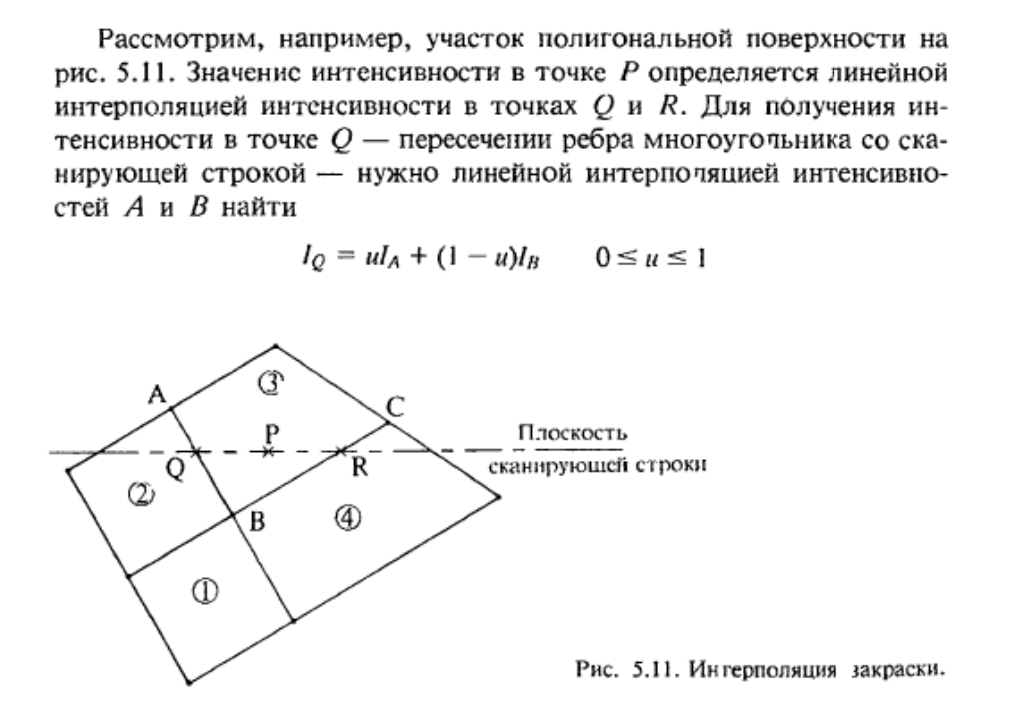 Рассмотрим, например, участок полигональной поверхности на
рис. 5.11. Значение интенсивности в точке P определяется линейной
интерполяцией интенсивности в точках Q и R. Для получения ин-
тенсивности в точке Q — пересечении ребра многоугольника со ска-
нирующей строкой — нужно линейной интерполяцией интенсивно-
стей A и B найти
I_Q = uI_A + (1 − u)I_B 0 ≤ u ≤ 1
③
A
C
P
Плоскость
Q
R
сканирующей строки
②
B
④
①
Рис. 5.11. Интерполяция закраски.